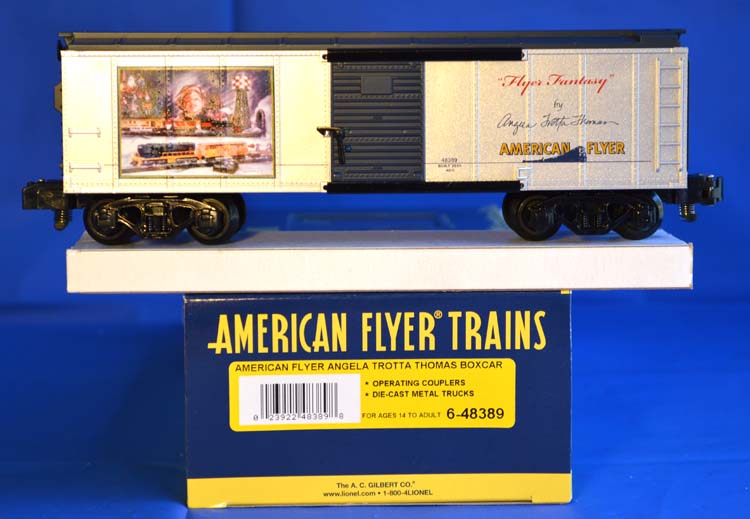 "Flyer Fantasy"
by
Angela Trotta Thomas
48389
AMERICAN FLYER
AMERICAN FLYER® TRAINS
AMERICAN FLYER ANGELA TROTTA THOMAS BOXCAR
• OPERATING COUPLERS
• DIE-CAST METAL TRUCKS
0 23922 48389 8
FOR AGES 14 TO ADULT 6-48389
The A. C. GILBERT CO.™
www.lionel.com • 1-800-4LIONEL